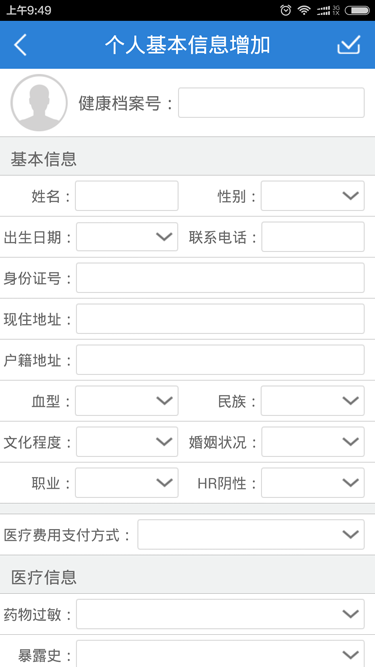 上午9:49 3G 1X
个人基本信息增加
健康档案号：
基本信息
姓名： 性别：
出生日期： 联系电话：
身份证号：
现住地址：
户籍地址：
血型： 民族：
文化程度： 婚姻状况：
职业： HR阴性：
医疗费用支付方式：
医疗信息
药物过敏：
暴露史：